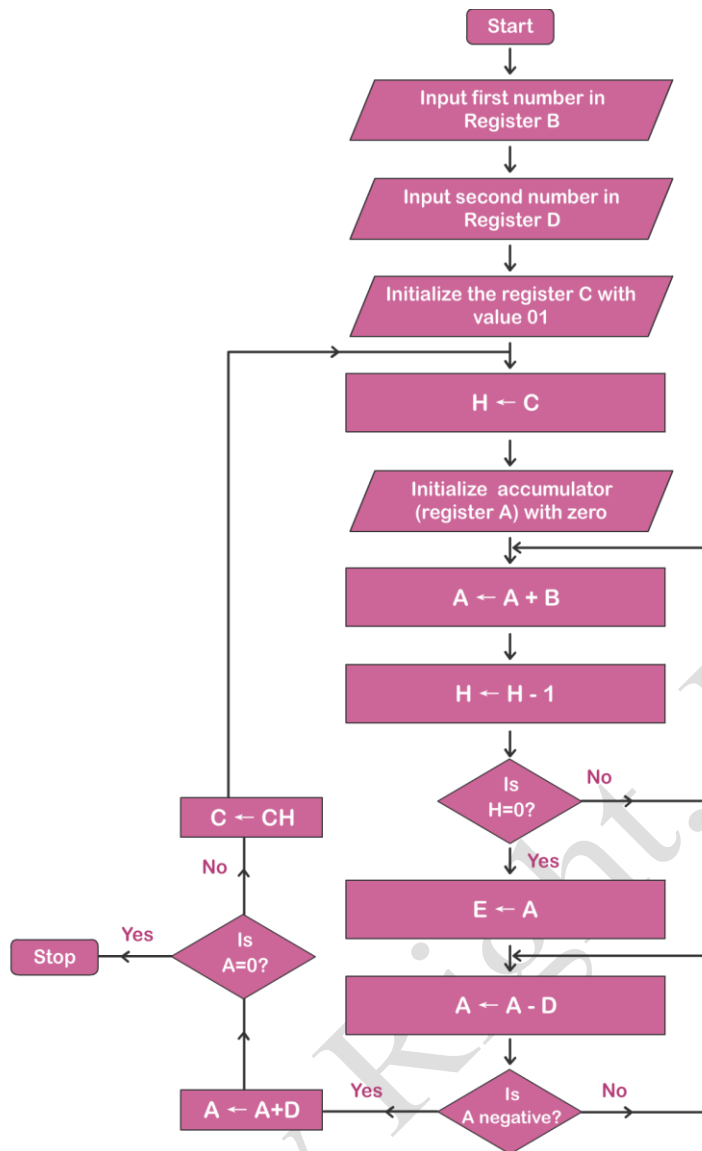 Start
Input first number in
Register B
Input second number in
Register D
Initialize the register C with
value 01
H ← C
Initialize accumulator
(register A) with zero
A ← A + B
H ← H - 1
Is
H=0?
No
Yes
C ← CH
No
E ← A
Is
A=0?
Yes
Stop
A ← A - D
Is
A negative?
Yes
No
A ← A+D
Right.